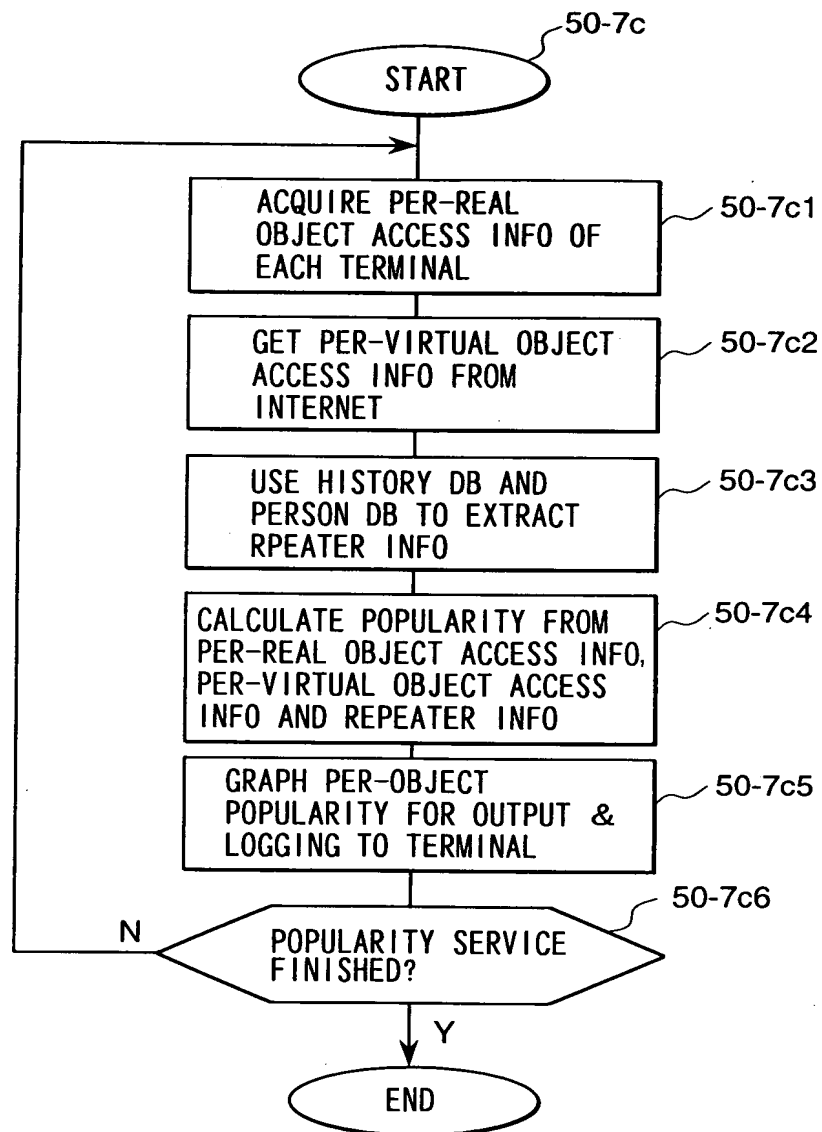 50-7c
START
ACQUIRE PER-REAL
OBJECT ACCESS INFO OF
EACH TERMINAL
50-7c1
GET PER-VIRTUAL OBJECT
ACCESS INFO FROM
INTERNET
50-7c2
USE HISTORY DB AND
PERSON DB TO EXTRACT
RPEATER INFO
50-7c3
CALCULATE POPULARITY FROM
PER-REAL OBJECT ACCESS INFO,
PER-VIRTUAL OBJECT ACCESS
INFO AND REPEATER INFO
50-7c4
GRAPH PER-OBJECT
POPULARITY FOR OUTPUT &
LOGGING TO TERMINAL
50-7c5
POPULARITY SERVICE
FINISHED?
50-7c6
N
Y
END